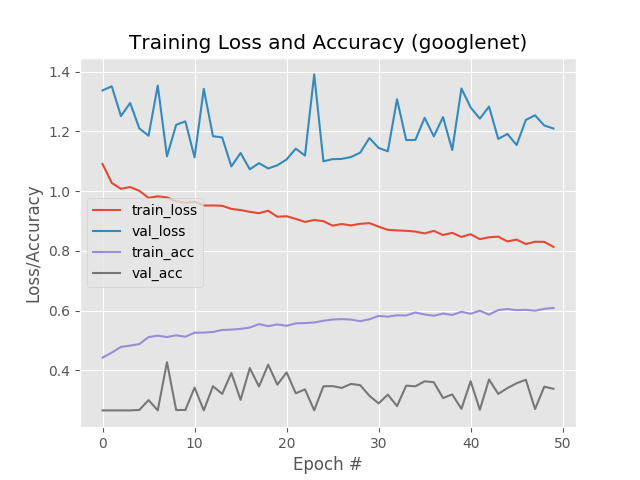 Training Loss and Accuracy (googlenet)
1.4
1.2
1.0
0.8
0.6
0.4
Loss/Accuracy
train_loss
val_loss
train_acc
val_acc
0 10 20 30 40 50
Epoch #